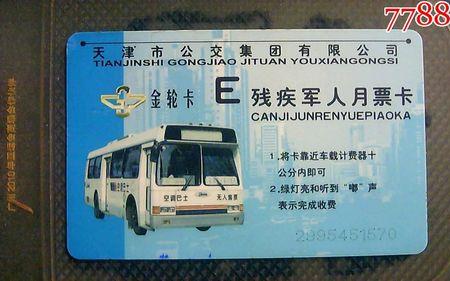 7788
天津市公交集团有限公司
TIANJINSHI GONGJIAO JITUAN YOUXIANGONGSI
金轮卡
E 残疾军人月票卡
CANJIJUNRENYUEPIAOKA
1.将卡靠近车载计费器十
公分内即可
2.绿灯亮和听到“嘟”声
表示完成收费
空调巴士 无人售票
2995451570